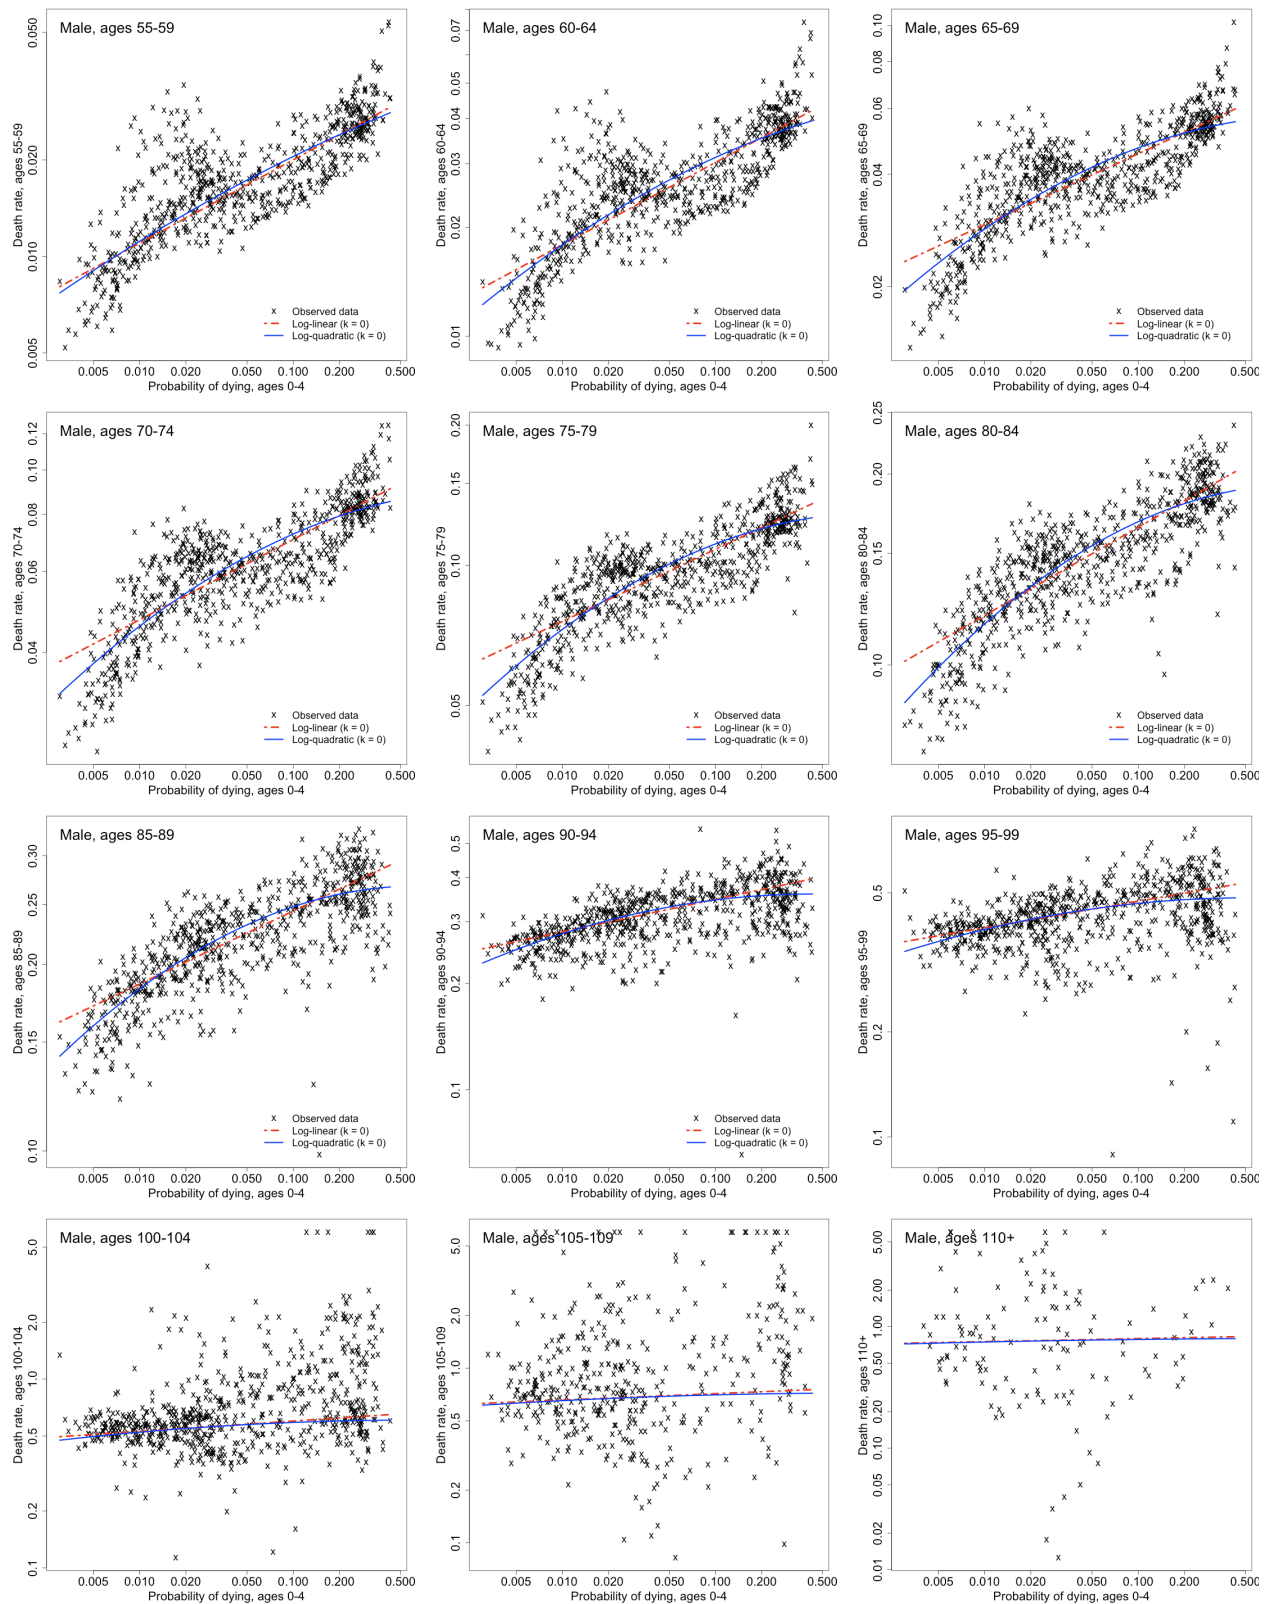 Male, ages 55-59
Death rate, ages 55-59
0.050
0.020
0.010
0.005
x Observed data
Log-linear (k = 0)
Log-quadratic (k = 0)
0.005 0.010 0.020 0.050 0.100 0.200 0.500
Probability of dying, ages 0-4
Male, ages 60-64
Death rate, ages 60-64
0.07
0.05
0.04
0.03
0.02
0.01
x Observed data
Log-linear (k = 0)
Log-quadratic (k = 0)
0.005 0.010 0.020 0.050 0.100 0.200 0.500
Probability of dying, ages 0-4
Male, ages 65-69
Death rate, ages 65-69
0.10
0.08
0.06
0.04
0.02
x Observed data
Log-linear (k = 0)
Log-quadratic (k = 0)
0.005 0.010 0.020 0.050 0.100 0.200 0.500
Probability of dying, ages 0-4
Male, ages 70-74
Death rate, ages 70-74
0.12
0.10
0.08
0.06
0.04
x Observed data
Log-linear (k = 0)
Log-quadratic (k = 0)
0.005 0.010 0.020 0.050 0.100 0.200 0.500
Probability of dying, ages 0-4
Male, ages 75-79
Death rate, ages 75-79
0.20
0.15
0.10
0.05
x Observed data
Log-linear (k = 0)
Log-quadratic (k = 0)
0.005 0.010 0.020 0.050 0.100 0.200 0.500
Probability of dying, ages 0-4
Male, ages 80-84
Death rate, ages 80-84
0.25
0.20
0.15
0.10
x Observed data
Log-linear (k = 0)
Log-quadratic (k = 0)
0.005 0.010 0.020 0.050 0.100 0.200 0.500
Probability of dying, ages 0-4
Male, ages 85-89
Death rate, ages 85-89
0.30
0.25
0.20
0.15
0.10
x Observed data
Log-linear (k = 0)
Log-quadratic (k = 0)
0.005 0.010 0.020 0.050 0.100 0.200 0.500
Probability of dying, ages 0-4
Male, ages 90-94
Death rate, ages 90-94
0.5
0.4
0.3
0.2
0.1
x Observed data
Log-linear (k = 0)
Log-quadratic (k = 0)
0.005 0.010 0.020 0.050 0.100 0.200 0.500
Probability of dying, ages 0-4
Male, ages 95-99
Death rate, ages 95-99
0.5
0.2
0.1
0.005 0.010 0.020 0.050 0.100 0.200 0.500
Probability of dying, ages 0-4
Male, ages 100-104
Death rate, ages 100-104
5.0
2.0
1.0
0.5
0.2
0.1
0.005 0.010 0.020 0.050 0.100 0.200 0.500
Probability of dying, ages 0-4
Male, ages 105-109
Death rate, ages 105-109
5.0
2.0
1.0
0.5
0.2
0.1
0.005 0.010 0.020 0.050 0.100 0.200 0.500
Probability of dying, ages 0-4
Male, ages 110+
Death rate, ages 110+
5.00
2.00
1.00
0.50
0.20
0.10
0.05
0.02
0.01
0.005 0.010 0.020 0.050 0.100 0.200 0.500
Probability of dying, ages 0-4